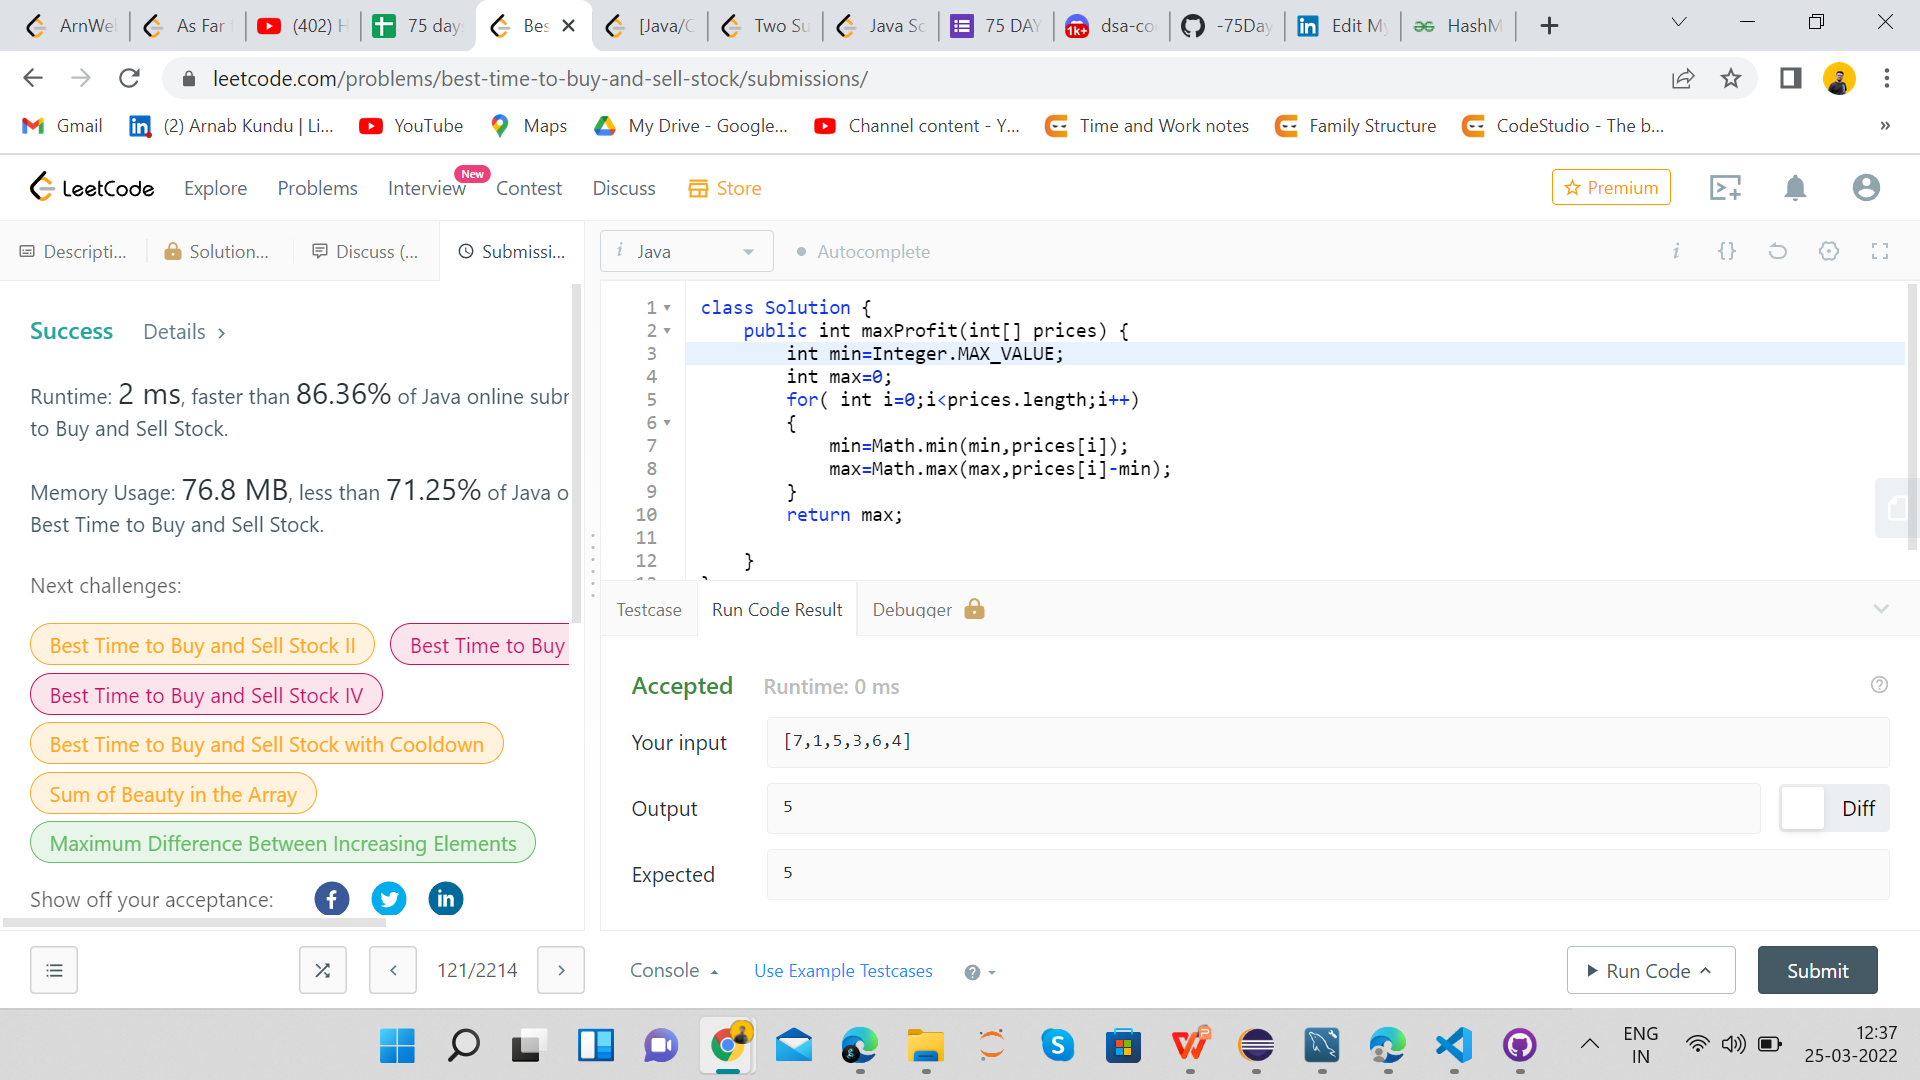 ArnWel
As Far
(402) H
75 day
Bes
[Java/C
Two Su
Java So
75 DAY
1k+
dsa-co
-75Day
Edit My
HashM
leetcode.com/problems/best-time-to-buy-and-sell-stock/submissions/
Gmail
(2) Arnab Kundu | Li...
YouTube
Maps
My Drive - Google...
Channel content - Y...
Time and Work notes
Family Structure
CodeStudio - The b...
»
LeetCode
Explore
Problems
Interview
New
Contest
Discuss
Store
Premium
Descripti...
Solution...
Discuss (...
Submissi...
i Java
Autocomplete
i {}
Success
Details >
Runtime: 2 ms, faster than 86.36% of Java online subr
to Buy and Sell Stock.
Memory Usage: 76.8 MB, less than 71.25% of Java o
Best Time to Buy and Sell Stock.
Next challenges:
Best Time to Buy and Sell Stock II
Best Time to Buy
Best Time to Buy and Sell Stock IV
Best Time to Buy and Sell Stock with Cooldown
Sum of Beauty in the Array
Maximum Difference Between Increasing Elements
Show off your acceptance:
1 class Solution {
2 public int maxProfit(int[] prices) {
3 int min=Integer.MAX_VALUE;
4 int max=0;
5 for( int i=0;i<prices.length;i++)
6 {
7 min=Math.min(min,prices[i]);
8 max=Math.max(max,prices[i]-min);
9 }
10 return max;
11
12 }
Testcase
Run Code Result
Debugger
Accepted
Runtime: 0 ms
Your input
[7,1,5,3,6,4]
Output
5
Diff
Expected
5
121/2214
Console
Use Example Testcases
Run Code
Submit
ENG
IN
12:37
25-03-2022